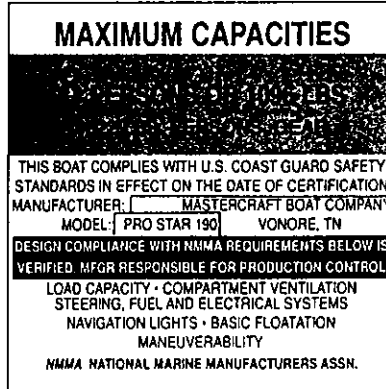 MAXIMUM CAPACITIES
THIS BOAT COMPLIES WITH U.S. COAST GUARD SAFETY
STANDARDS IN EFFECT ON THE DATE OF CERTIFICATION
MANUFACTURER: MASTERCRAFT BOAT COMPANY
MODEL: PRO STAR 190 VONORE, TN
DESIGN COMPLIANCE WITH NMMA REQUIREMENTS BELOW IS
VERIFIED. MFGR RESPONSIBLE FOR PRODUCTION CONTROL
LOAD CAPACITY • COMPARTMENT VENTILATION
STEERING, FUEL AND ELECTRICAL SYSTEMS
NAVIGATION LIGHTS • BASIC FLOATATION
MANEUVERABILITY
NMMA NATIONAL MARINE MANUFACTURERS ASSN.